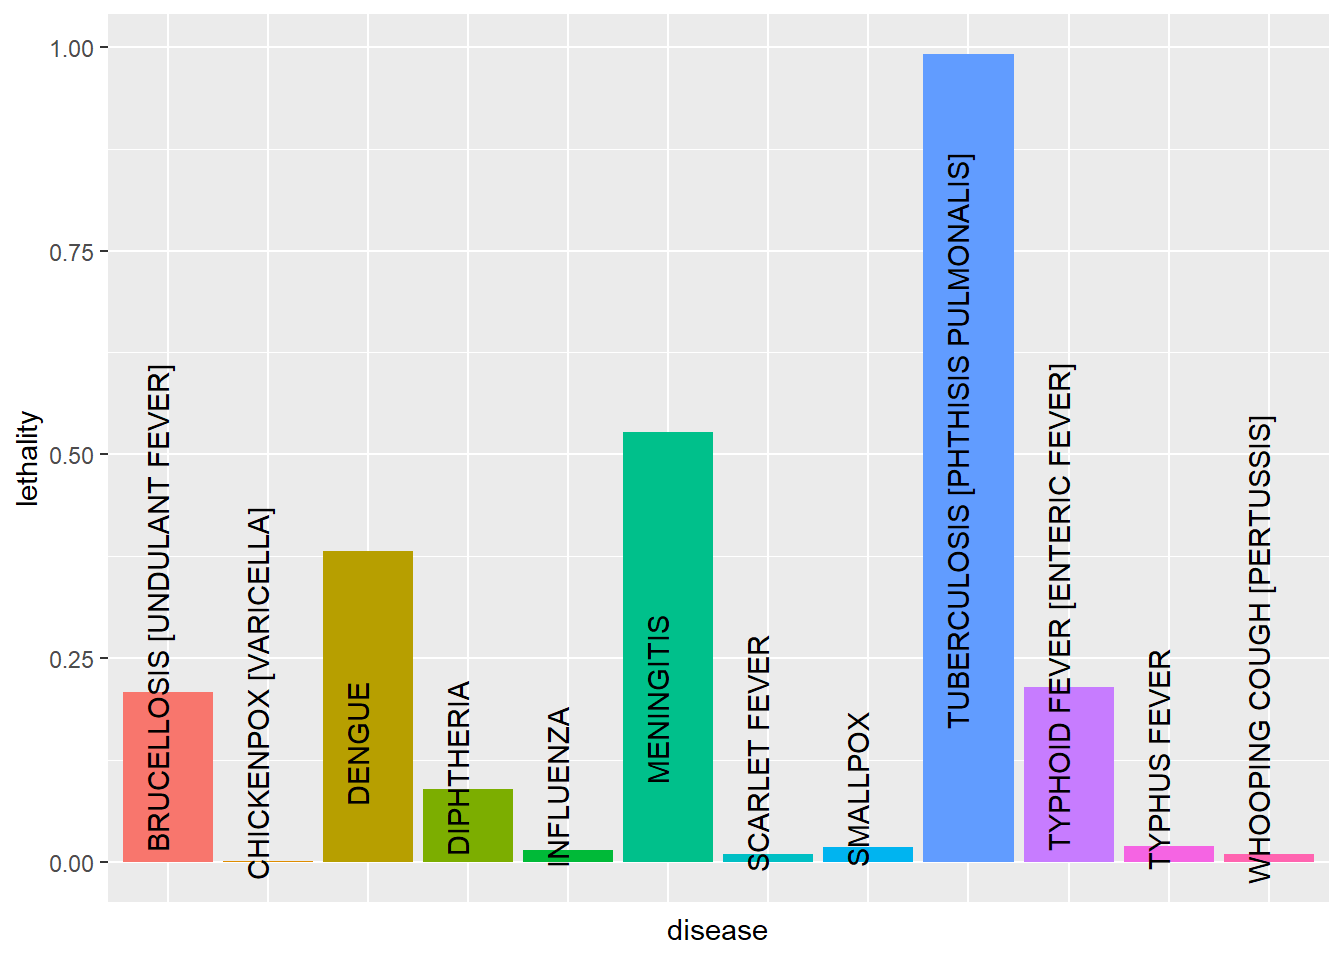 1.00
0.75
0.50
0.25
0.00
lethality
BRUCELLOSIS [UNDULANT FEVER]
CHICKENPOX [VARICELLA]
DENGUE
DIPHTHERIA
INFLUENZA
MENINGITIS
SCARLET FEVER
SMALLPOX
TUBERCULOSIS [PHTHISIS PULMONALIS]
TYPHOID FEVER [ENTERIC FEVER]
TYPHUS FEVER
WHOOPING COUGH [PERTUSSIS]
disease